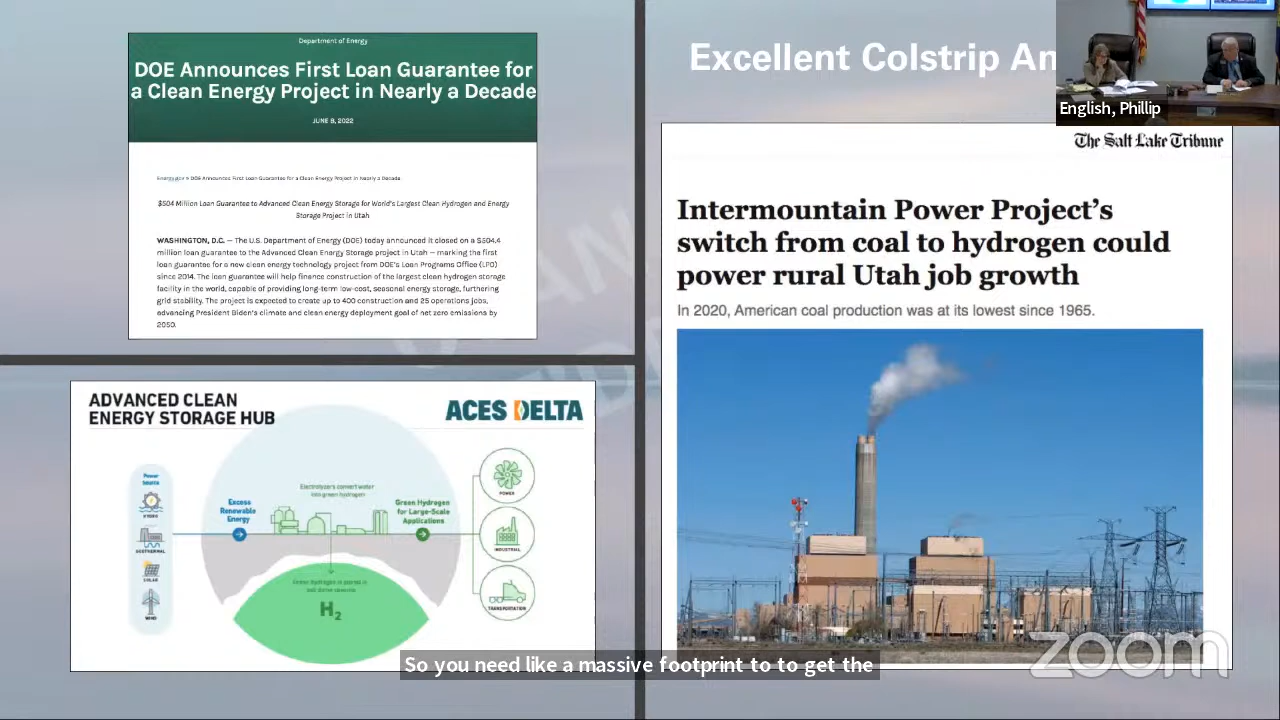 Department of Energy
DOE Announces First Loan Guarantee for
a Clean Energy Project in Nearly a Decade
JUNE 8, 2022
Energy.gov » DOE Announces First Loan Guarantee for a Clean Energy Project in Nearly a Decade
$504 Million Loan Guarantee to Advanced Clean Energy Storage for World's Largest Clean Hydrogen and Energy
Storage Project in Utah
WASHINGTON, D.C. — The U.S. Department of Energy (DOE) today announced it closed on a $504.4
million loan guarantee to the Advanced Clean Energy Storage project in Utah — marking the first
loan guarantee for a new clean energy technology project from DOE's Loan Programs Office (LPO)
since 2014. The loan guarantee will help finance construction of the largest clean hydrogen storage
facility in the world, capable of providing long-term low-cost, seasonal energy storage, furthering
grid stability. The project is expected to create up to 400 construction and 25 operations jobs,
advancing President Biden's climate and clean energy deployment goal of net zero emissions by
2050.
ADVANCED CLEAN
ENERGY STORAGE HUB
ACES DELTA
Power
Source
HYDRO
GEOTHERMAL
SOLAR
WIND
Excess
Renewable
Energy
Electrolyzers convert water
into green hydrogen
Green Hydrogen
for Large-Scale
Applications
Green hydrogen is stored in
salt dome caverns
H2
POWER
INDUSTRIAL
TRANSPORTATION
Excellent Colstrip An
English, Phillip
The Salt Lake Tribune
Intermountain Power Project's
switch from coal to hydrogen could
power rural Utah job growth
In 2020, American coal production was at its lowest since 1965.
zoom
So you need like a massive footprint to to get the